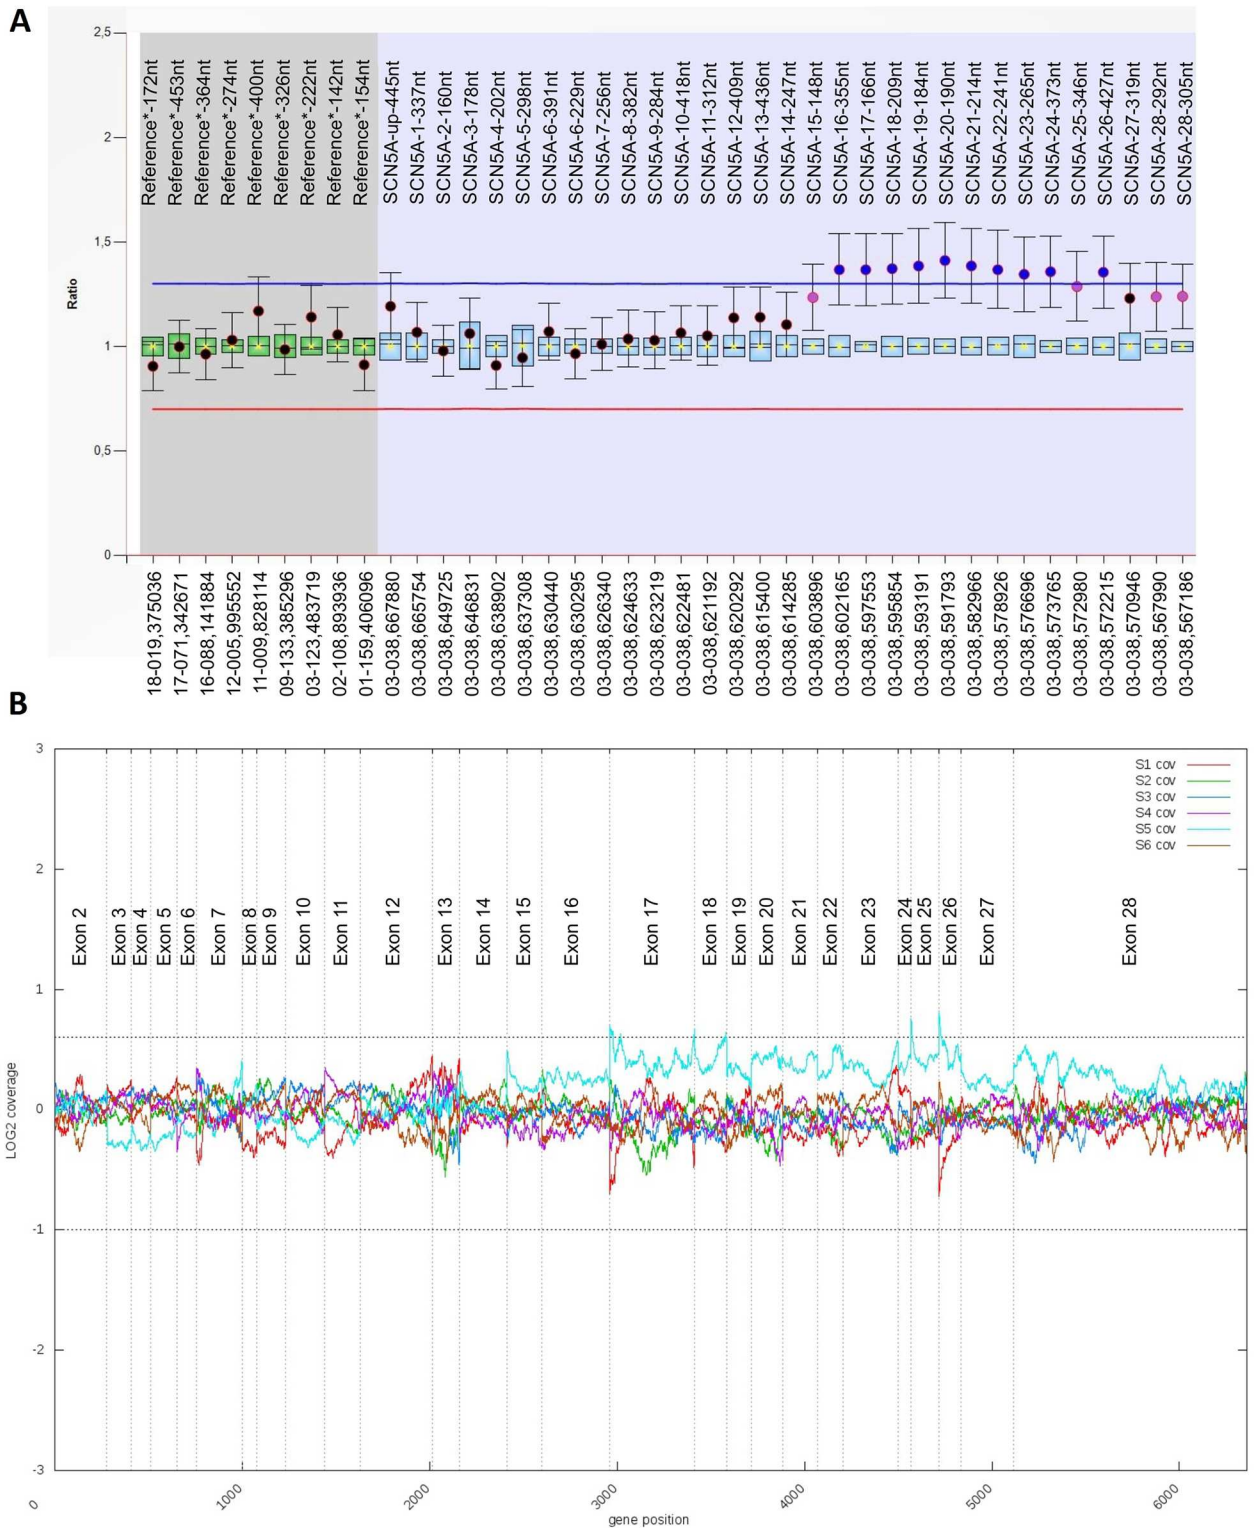 A
2,5
2
1,5
1
0,5
0
Ratio
Reference*-172nt
Reference*-453nt
Reference*-364nt
Reference*-274nt
Reference*-400nt
Reference*-326nt
Reference*-222nt
Reference*-142nt
Reference*-154nt
SCN5A-up-445nt
SCN5A-1-337nt
SCN5A-2-160nt
SCN5A-3-178nt
SCN5A-4-202nt
SCN5A-5-298nt
SCN5A-6-391nt
SCN5A-6-229nt
SCN5A-7-256nt
SCN5A-8-382nt
SCN5A-9-284nt
SCN5A-10-418nt
SCN5A-11-312nt
SCN5A-12-409nt
SCN5A-13-436nt
SCN5A-14-247nt
SCN5A-15-148nt
SCN5A-16-355nt
SCN5A-17-166nt
SCN5A-18-209nt
SCN5A-19-184nt
SCN5A-20-190nt
SCN5A-21-214nt
SCN5A-22-241nt
SCN5A-23-265nt
SCN5A-24-373nt
SCN5A-25-346nt
SCN5A-26-427nt
SCN5A-27-319nt
SCN5A-28-292nt
SCN5A-28-305nt
18-019,375036
17-071,342671
16-088,141884
12-005,995552
11-009,828114
09-133,385296
03-123,483719
02-108,893936
01-159,406096
03-038,667880
03-038,665754
03-038,649725
03-038,646831
03-038,638902
03-038,637308
03-038,630440
03-038,630295
03-038,626340
03-038,624633
03-038,623219
03-038,622481
03-038,621192
03-038,620292
03-038,615400
03-038,614285
03-038,603896
03-038,602165
03-038,597553
03-038,595854
03-038,593191
03-038,591793
03-038,582966
03-038,578926
03-038,576696
03-038,573765
03-038,572980
03-038,572215
03-038,570946
03-038,567990
03-038,567186
B
3
2
1
0
-1
-2
-3
LOG2 coverage
S1 cov
S2 cov
S3 cov
S4 cov
S5 cov
S6 cov
Exon 2
Exon 3
Exon 4
Exon 5
Exon 6
Exon 7
Exon 8
Exon 9
Exon 10
Exon 11
Exon 12
Exon 13
Exon 14
Exon 15
Exon 16
Exon 17
Exon 18
Exon 19
Exon 20
Exon 21
Exon 22
Exon 23
Exon 24
Exon 25
Exon 26
Exon 27
Exon 28
0
1000
2000
3000
4000
5000
6000
gene position